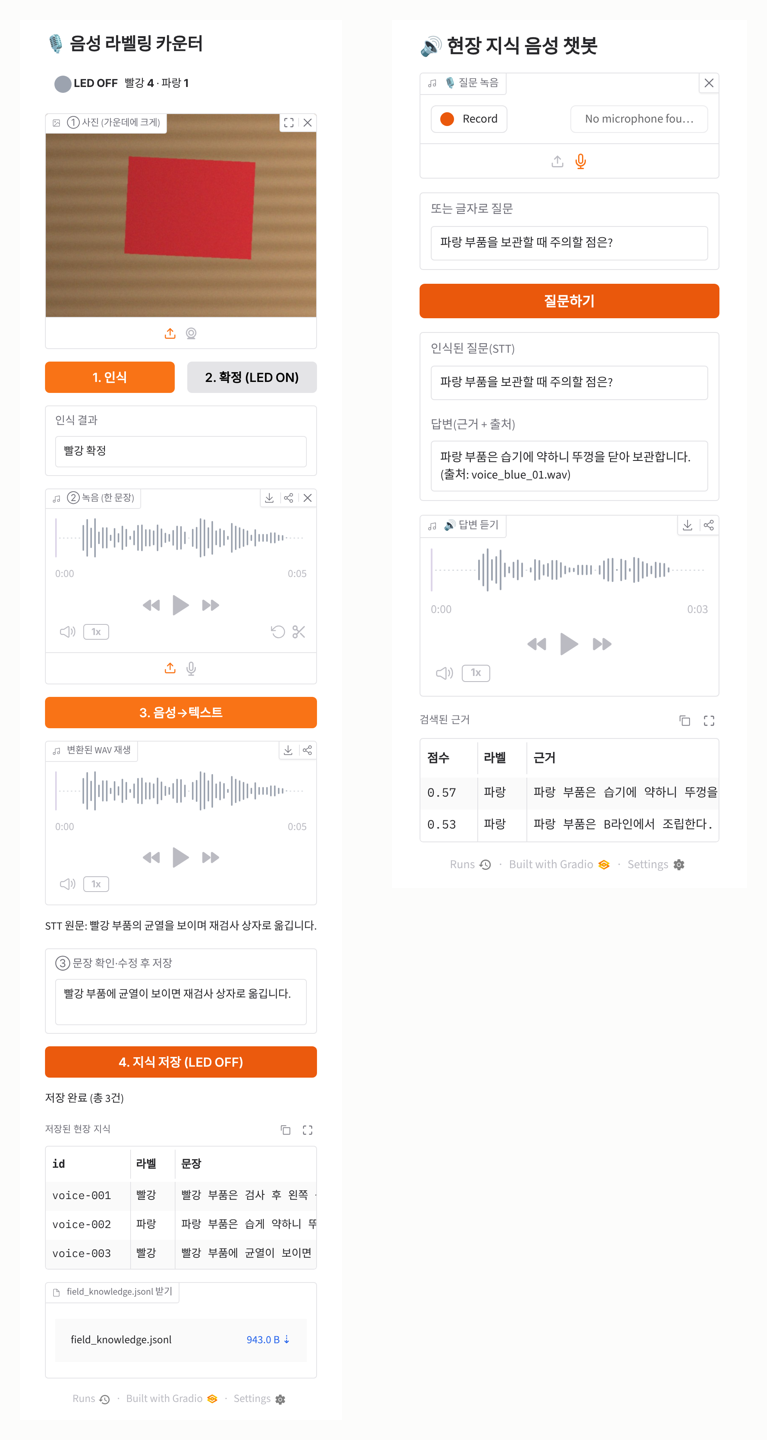 🎙️ 음성 라벨링 카운터
LED OFF 빨강 4 · 파랑 1
① 사진 (가운데에 크게)
1. 인식
2. 확정 (LED ON)
인식 결과
빨강 확정
② 녹음 (한 문장)
0:00
0:05
1x
3. 음성→텍스트
변환된 WAV 재생
0:00
0:05
1x
STT 원문: 빨강 부품의 균열을 보이며 재검사 상자로 옮깁니다.
③ 문장 확인·수정 후 저장
빨강 부품에 균열이 보이면 재검사 상자로 옮깁니다.
4. 지식 저장 (LED OFF)
저장 완료 (총 3건)
저장된 현장 지식
id 라벨 문장
voice-001 빨강 빨강 부품은 검사 후 왼쪽
voice-002 파랑 파랑 부품은 습게 약하니
voice-003 빨강 빨강 부품에 균열이 보이면
field_knowledge.jsonl 받기
field_knowledge.jsonl 943.0 B ⇣
Runs · Built with Gradio · Settings
🔊 현장 지식 음성 챗봇
🎙️ 질문 녹음
Record
No microphone fou…
또는 글자로 질문
파랑 부품을 보관할 때 주의할 점은?
질문하기
인식된 질문(STT)
파랑 부품을 보관할 때 주의할 점은?
답변(근거 + 출처)
파랑 부품은 습기에 약하니 뚜껑을 닫아 보관합니다.
(출처: voice_blue_01.wav)
🔊 답변 듣기
0:00
0:03
1x
검색된 근거
점수 라벨 근거
0.57 파랑 파랑 부품은 습기에 약하니 뚜껑을
0.53 파랑 파랑 부품은 B라인에서 조립한다.
Runs · Built with Gradio · Settings